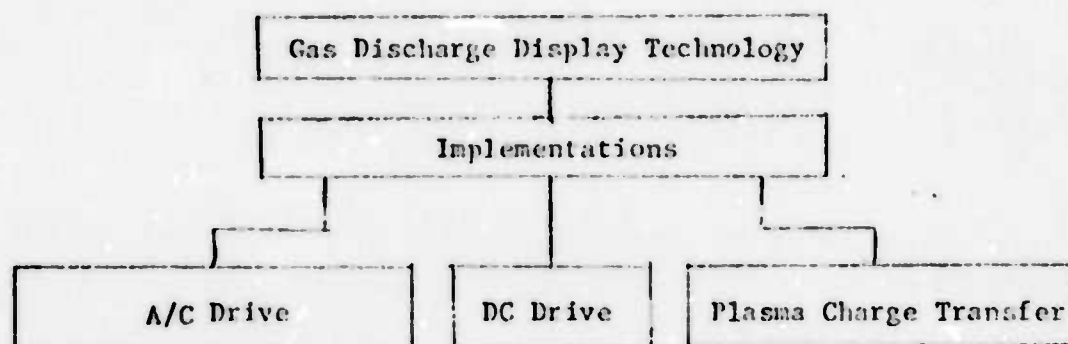 Gas Discharge Display Technology
Implementations
A/C Drive
DC Drive
Plasma Charge Transfer